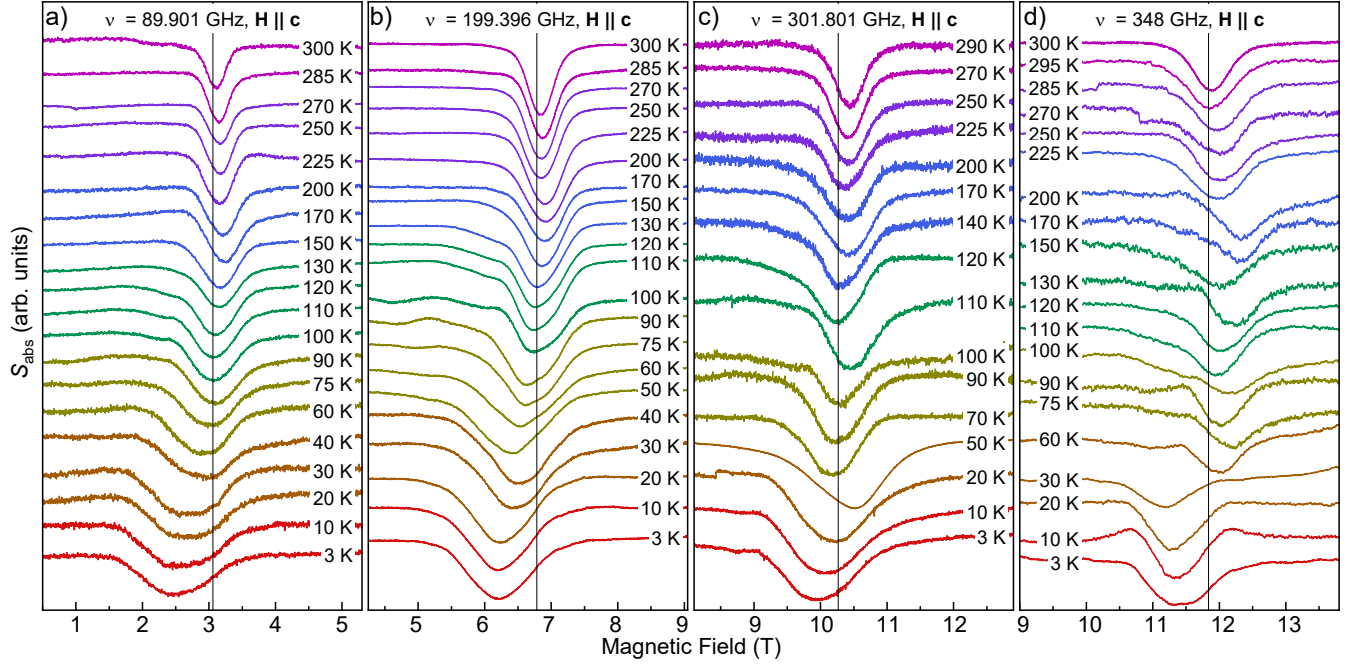 a) ν = 89.901 GHz, H || c
300 K
285 K
270 K
250 K
225 K
200 K
170 K
150 K
130 K
120 K
110 K
100 K
90 K
75 K
60 K
40 K
30 K
20 K
10 K
3 K
1 2 3 4 5
b) ν = 199.396 GHz, H || c
300 K
285 K
270 K
250 K
225 K
200 K
170 K
150 K
130 K
120 K
110 K
100 K
90 K
75 K
60 K
50 K
40 K
30 K
20 K
10 K
3 K
5 6 7 8 9
c) ν = 301.801 GHz, H || c
290 K
270 K
250 K
225 K
200 K
170 K
140 K
120 K
110 K
100 K
90 K
70 K
50 K
20 K
10 K
3 K
9 10 11 12
d) ν = 348 GHz, H || c
300 K
295 K
285 K
270 K
250 K
225 K
200 K
170 K
150 K
130 K
120 K
110 K
100 K
90 K
75 K
60 K
30 K
20 K
10 K
3 K
9 10 11 12 13
S_abs (arb. units)
Magnetic Field (T)